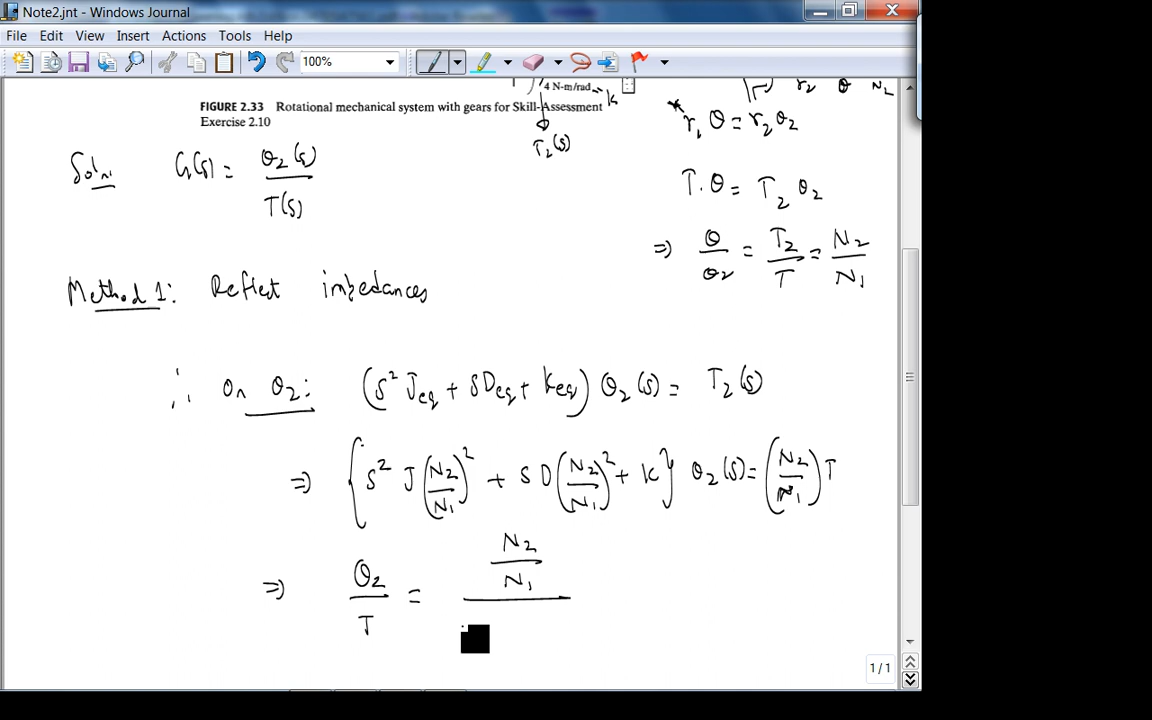 Note2.jnt - Windows Journal
File Edit View Insert Actions Tools Help
100%
4 N-m/rad
K
FIGURE 2.33 Rotational mechanical system with gears for Skill-Assessment
Exercise 2.10
T₂(s)
r₂ θ N₂
r₁ θ = r₂ θ₂
Soln: G(s) = θ₂(s) / T(s)
T.θ = T₂ θ₂
⇒ θ/θ₂ = T₂/T = N₂/N₁
Method 1: Reflect impedances
∴ On θ₂: (s² Jeq + sDeq + Keq) θ₂(s) = T₂(s)
⇒ {s² J(N₂/N₁)² + sD(N₂/N₁)² + K} θ₂(s) = (N₂/N₁) T
⇒ θ₂/T = N₂/N₁
1/1